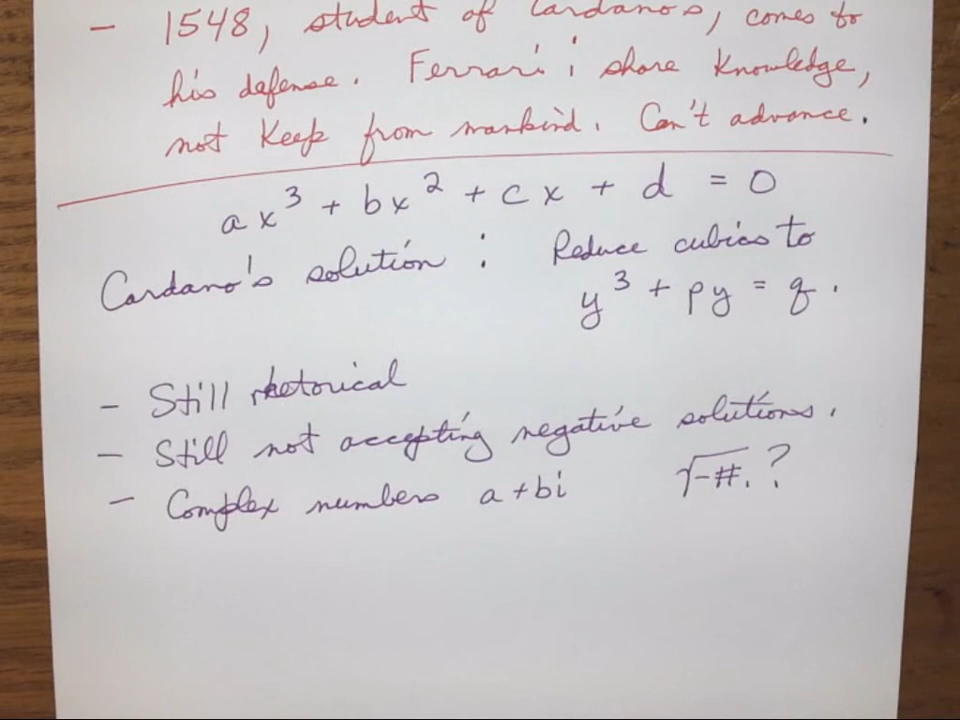 - 1548, student of Cardanos, comes to
his defense. Ferrari ; share knowledge,
not keep from mankind. Can't advance.
ax³ + bx² + cx + d = 0
Cardano's solution : Reduce cubics to
y³ + py = q.
- Still rhetorical
- Still not accepting negative solutions.
- Complex numbers a+bi √-#. ?